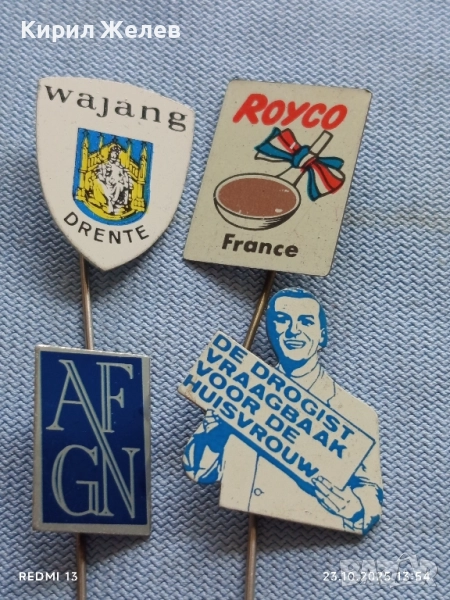 Кирил Желев
wajang
DRENTE
ROYCO
France
AF
GN
DE DROGIST
VRAAGBAAK
VOOR DE
HUISVROUW
REDMI 13
23.10.2025 13:54